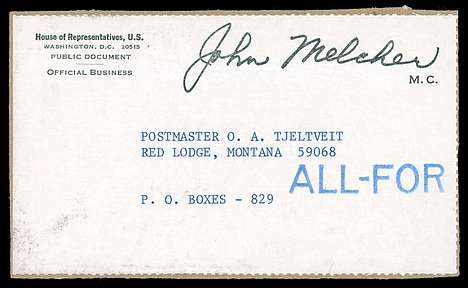 House of Representatives, U.S.
WASHINGTON, D.C. 20515
PUBLIC DOCUMENT
OFFICIAL BUSINESS
John Melcher
M.C.
POSTMASTER O. A. TJELTVEIT
RED LODGE, MONTANA 59068
ALL-FOR
P. O. BOXES - 829